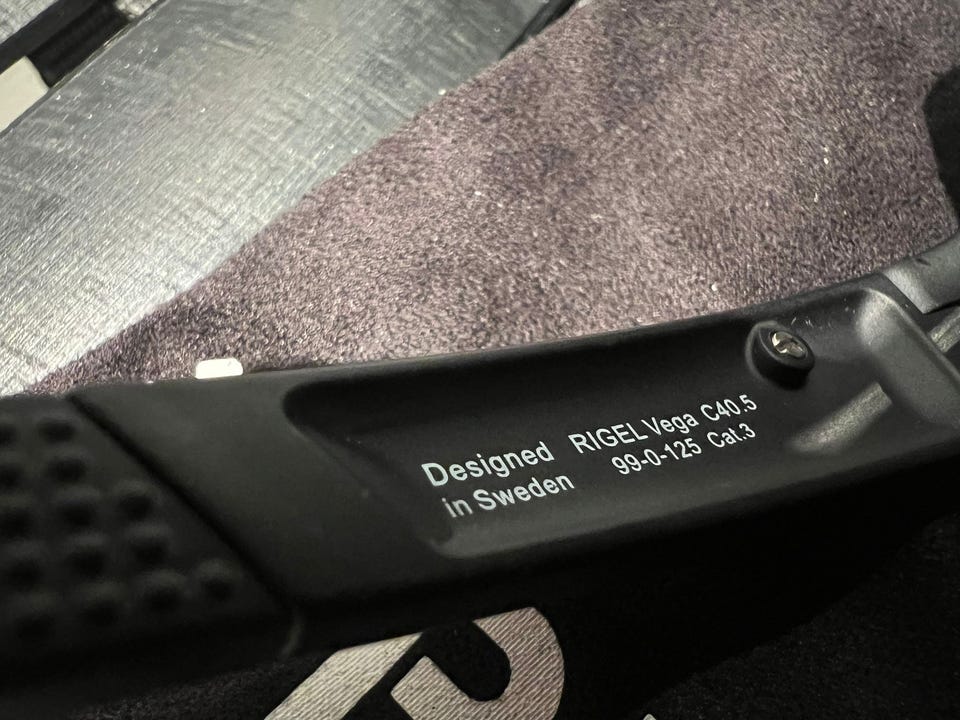 Designed RIGEL Vega C40.5
in Sweden 99-0-125 Cat.3